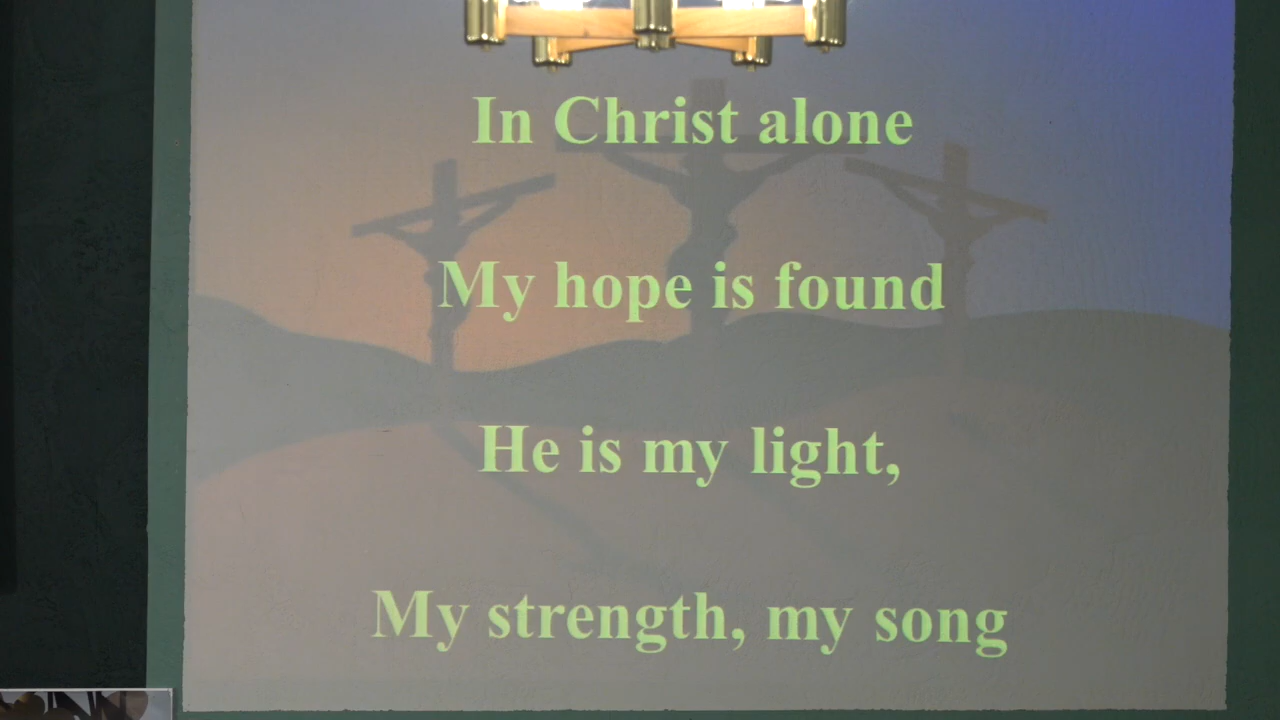 In Christ alone
My hope is found
He is my light,
My strength, my song